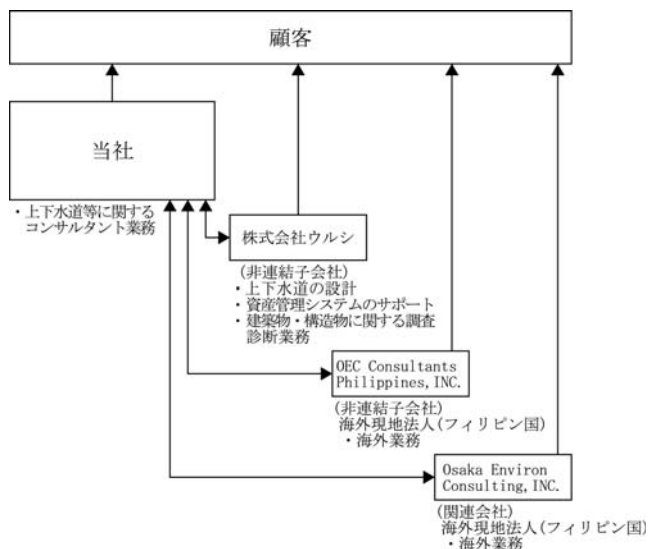 顧客
当社
・上下水道等に関する
コンサルタント業務
株式会社ウルシ
(非連結子会社)
・上下水道の設計
・資産管理システムのサポート
・建築物・構造物に関する調査
診断業務
OEC Consultants
Philippines,INC.
(非連結子会社)
海外現地法人(フィリピン国)
・海外業務
Osaka Environ
Consulting,INC.
(関連会社)
海外現地法人(フィリピン国)
・海外業務